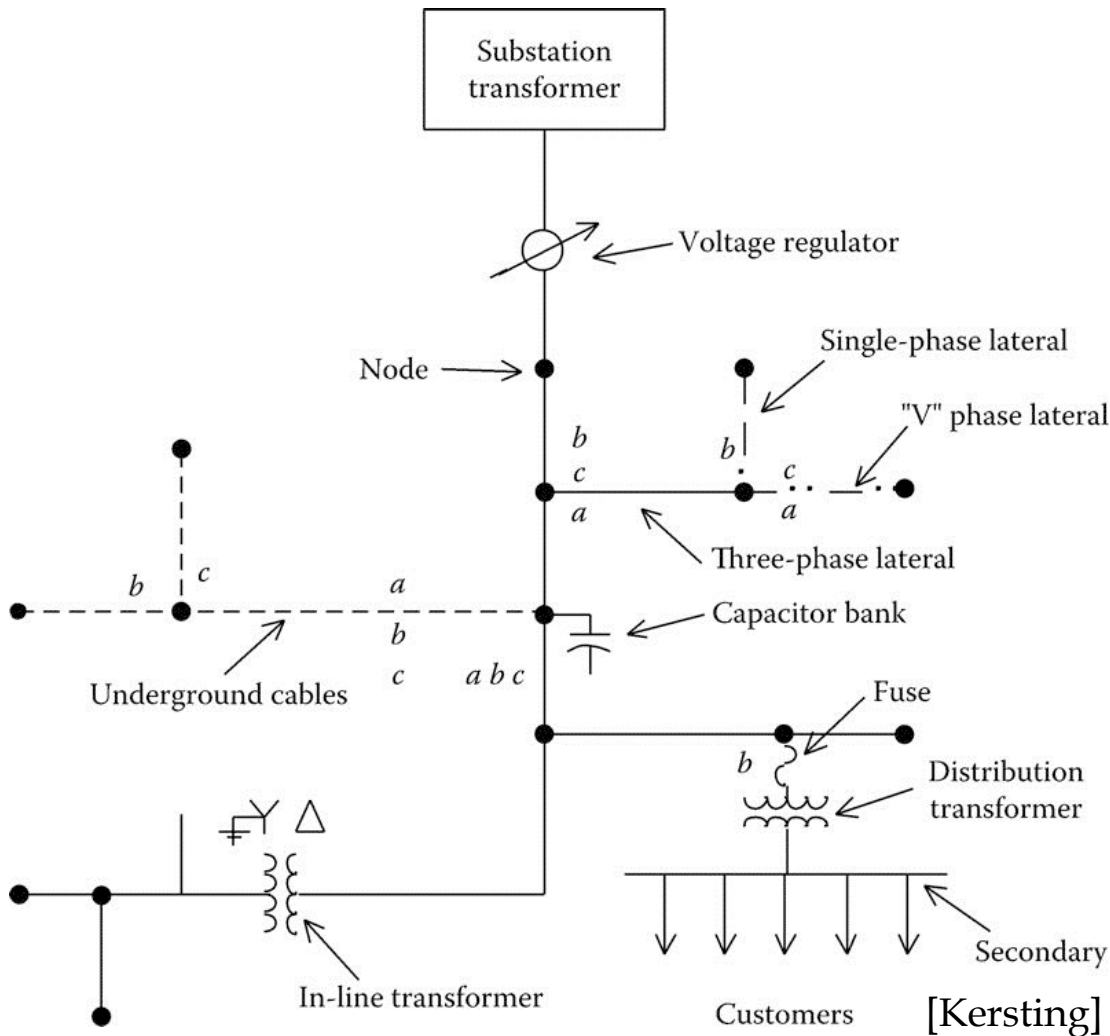 Substation
transformer
Voltage regulator
Node
Single-phase lateral
"V" phase lateral
b
c
a
b
c
a
Three-phase lateral
b
c
a
b
c
Underground cables
Capacitor bank
a b c
Fuse
b
Distribution
transformer
Secondary
In-line transformer
Customers
[Kersting]